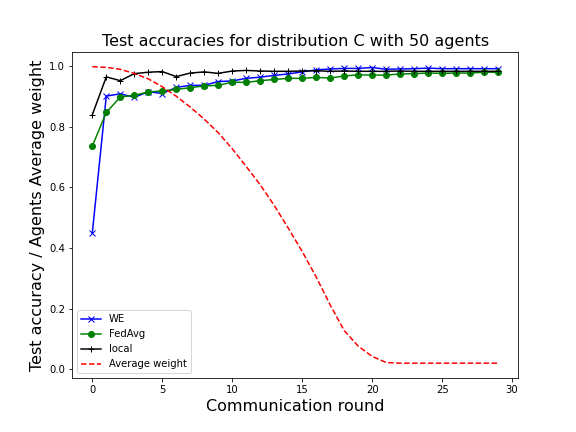 Test accuracies for distribution C with 50 agents
Test accuracy / Agents Average weight
1.0
0.8
0.6
0.4
0.2
0.0
WE
FedAvg
local
Average weight
0 5 10 15 20 25 30
Communication round